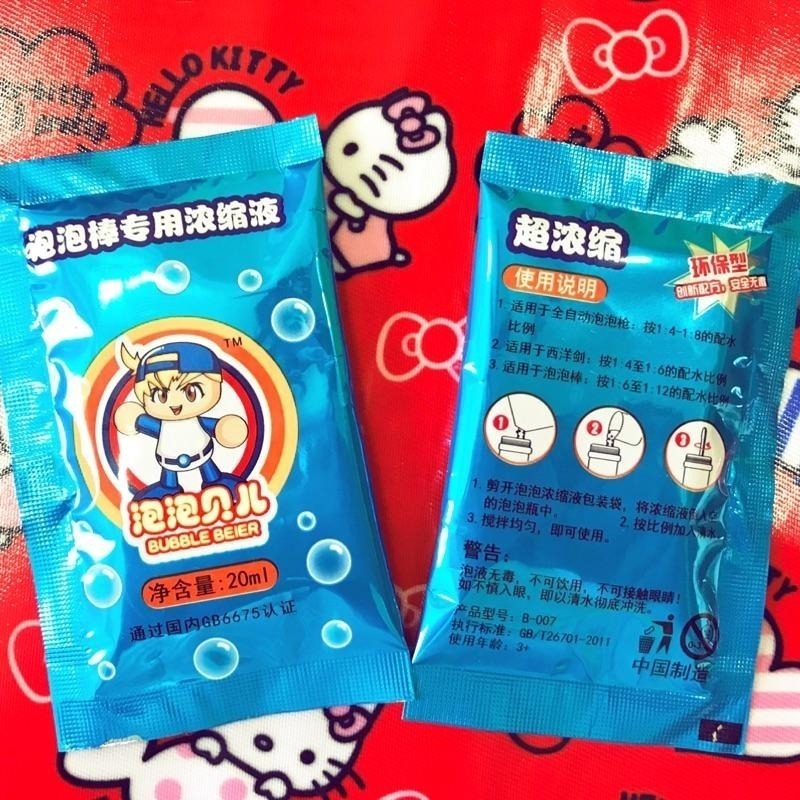 HELLO KITTY
泡泡棒专用浓缩液
TM
泡泡贝儿
BUBBLE BEIER
净含量:20ml
通过国内GB6675认证
超浓缩
环保型
创新配方,安全无毒
使用说明
1. 适用于全自动泡泡枪：按1:4-1:8的配水
比例
2. 适用于西洋剑：按1:4至1:6的配水比例
3. 适用于泡泡棒：按1:6至1:12的配水比例
1
2
3
1. 剪开泡泡浓缩液包装袋，将浓缩液倒入空
的泡泡瓶中。 2. 按比例加入清水
3. 搅拌均匀，即可使用。
警告：
泡液无毒，不可饮用，不可接触眼睛！
如不慎入眼，即以清水彻底冲洗。
产品型号：B-007
执行标准：GB/T26701-2011
使用年龄：3+
0-3
中国制造